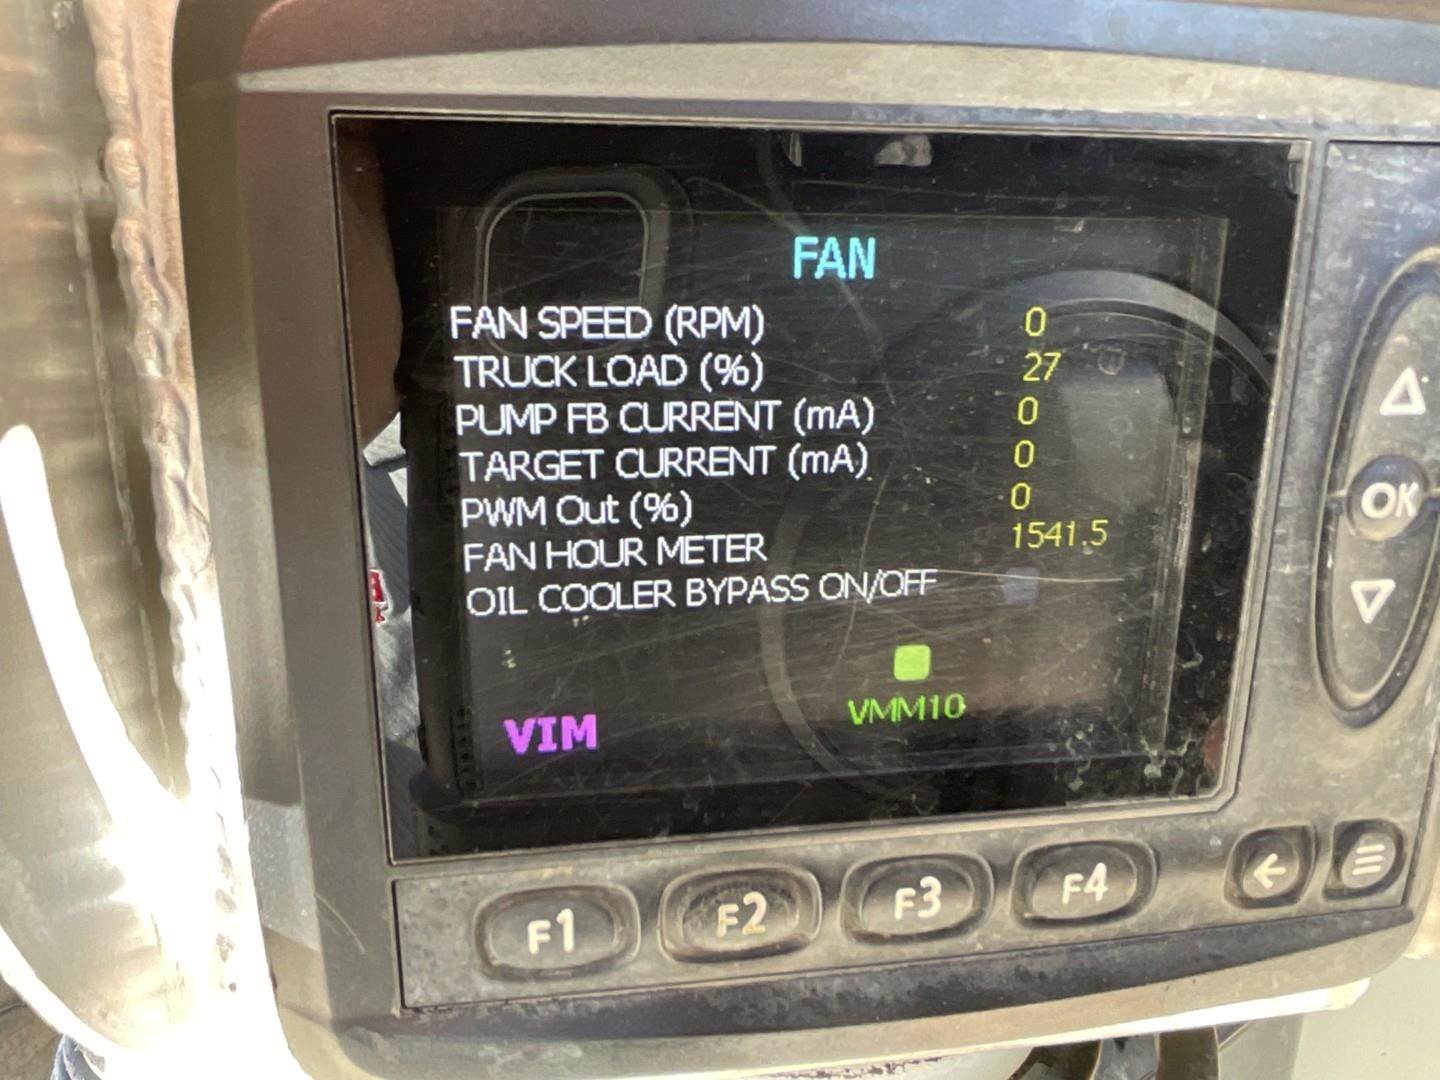 FAN
FAN SPEED (RPM) 0
TRUCK LOAD (%) 27
PUMP FB CURRENT (mA) 0
TARGET CURRENT (mA) 0
PWM Out (%) 0
FAN HOUR METER 1541.5
OIL COOLER BYPASS ON/OFF
VIM VMM10
OK
F1 F2 F3 F4